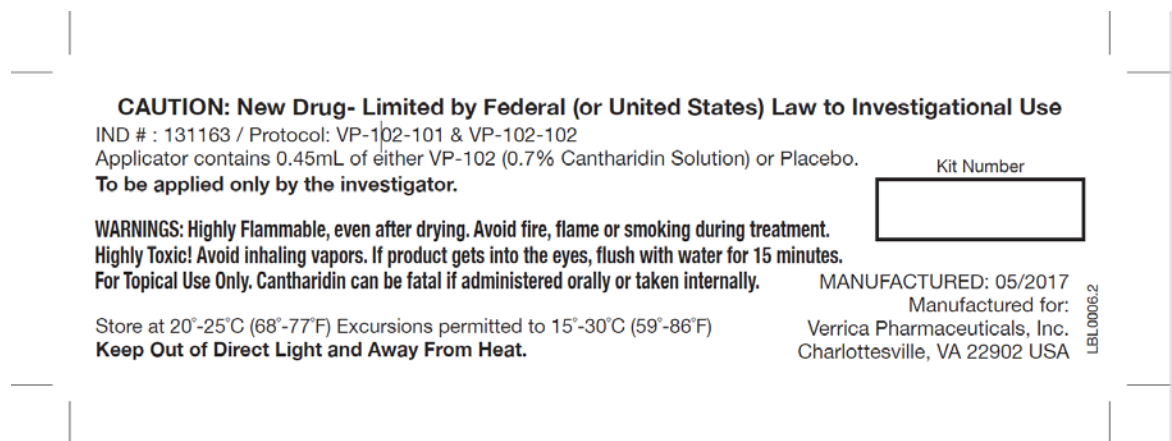 CAUTION: New Drug- Limited by Federal (or United States) Law to Investigational Use
IND # : 131163 / Protocol: VP-102-101 & VP-102-102
Applicator contains 0.45mL of either VP-102 (0.7% Cantharidin Solution) or Placebo.
To be applied only by the investigator.
Kit Number
WARNINGS: Highly Flammable, even after drying. Avoid fire, flame or smoking during treatment.
Highly Toxic! Avoid inhaling vapors. If product gets into the eyes, flush with water for 15 minutes.
For Topical Use Only. Cantharidin can be fatal if administered orally or taken internally.
Store at 20°-25°C (68°-77°F) Excursions permitted to 15°-30°C (59°-86°F)
Keep Out of Direct Light and Away From Heat.
MANUFACTURED: 05/2017
Manufactured for:
Verrica Pharmaceuticals, Inc.
Charlottesville, VA 22902 USA
LBL0006.2